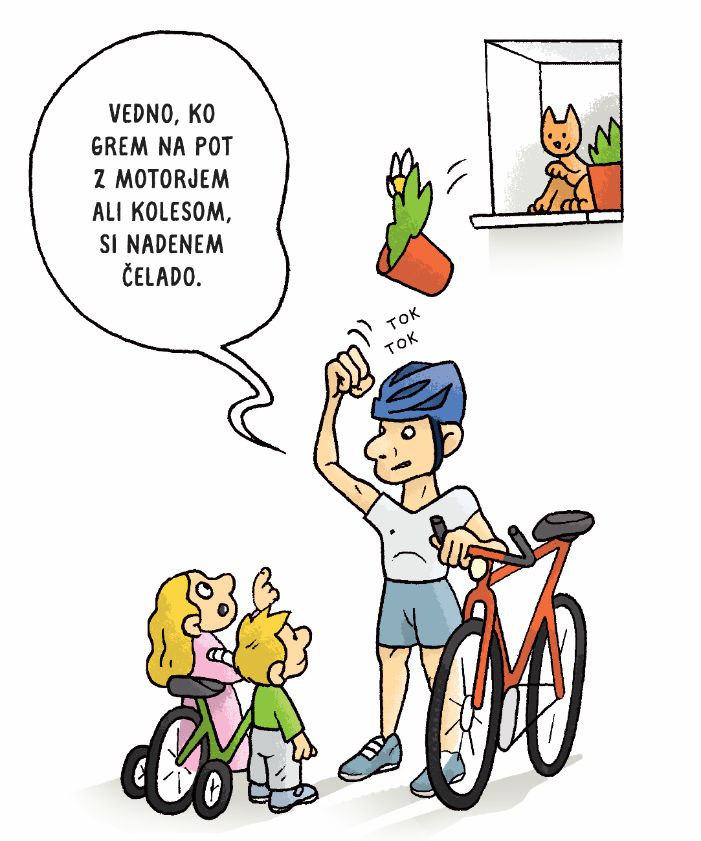 VEDNO, KO
GREM NA POT
Z MOTORJEM
ALI KOLESOM,
SI NADENEM
ČELADO.
TOK
TOK